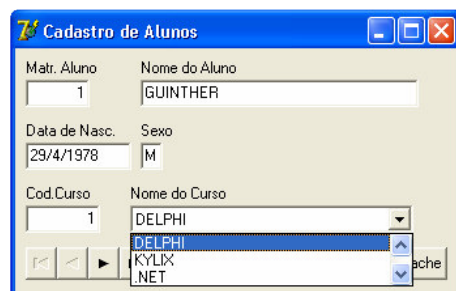 Cadastro de Alunos
Matr. Aluno Nome do Aluno
1 GUINTHER
Data de Nasc. Sexo
29/4/1978 M
Cod.Curso Nome do Curso
1 DELPHI
DELPHI
KYLIX
.NET
ache